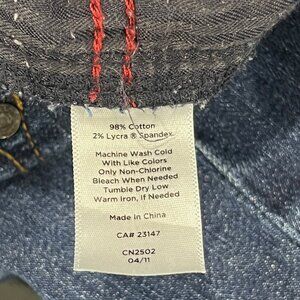 98% Cotton
2% Lycra ® Spandex
Machine Wash Cold
With Like Colors
Only Non-Chlorine
Bleach When Needed
Tumble Dry Low
Warm Iron, If Needed
Made in China
CA# 23147
CN2502
04/11